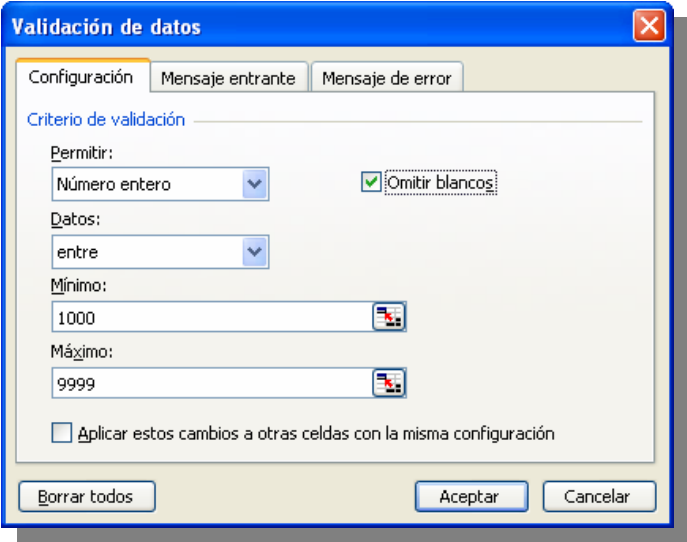 Validación de datos
Configuración
Mensaje entrante
Mensaje de error
Criterio de validación
Permitir:
Número entero
Omitir blancos
Datos:
entre
Mínimo:
1000
Máximo:
9999
Aplicar estos cambios a otras celdas con la misma configuración
Borrar todos
Aceptar
Cancelar